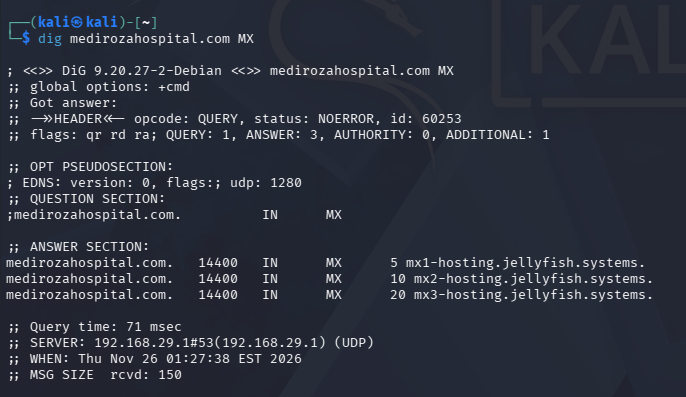 ┌──(kali㉿kali)-[~]
└─$ dig medirozahospital.com MX

; <<>> DiG 9.20.27-2-Debian <<>> medirozahospital.com MX
;; global options: +cmd
;; Got answer:
;; ->>HEADER<<- opcode: QUERY, status: NOERROR, id: 60253
;; flags: qr rd ra; QUERY: 1, ANSWER: 3, AUTHORITY: 0, ADDITIONAL: 1

;; OPT PSEUDOSECTION:
; EDNS: version: 0, flags:; udp: 1280
;; QUESTION SECTION:
;medirozahospital.com.          IN      MX

;; ANSWER SECTION:
medirozahospital.com.   14400   IN      MX      5 mx1-hosting.jellyfish.systems.
medirozahospital.com.   14400   IN      MX      10 mx2-hosting.jellyfish.systems.
medirozahospital.com.   14400   IN      MX      20 mx3-hosting.jellyfish.systems.

;; Query time: 71 msec
;; SERVER: 192.168.29.1#53(192.168.29.1) (UDP)
;; WHEN: Thu Nov 26 01:27:38 EST 2026
;; MSG SIZE  rcvd: 150
KAL